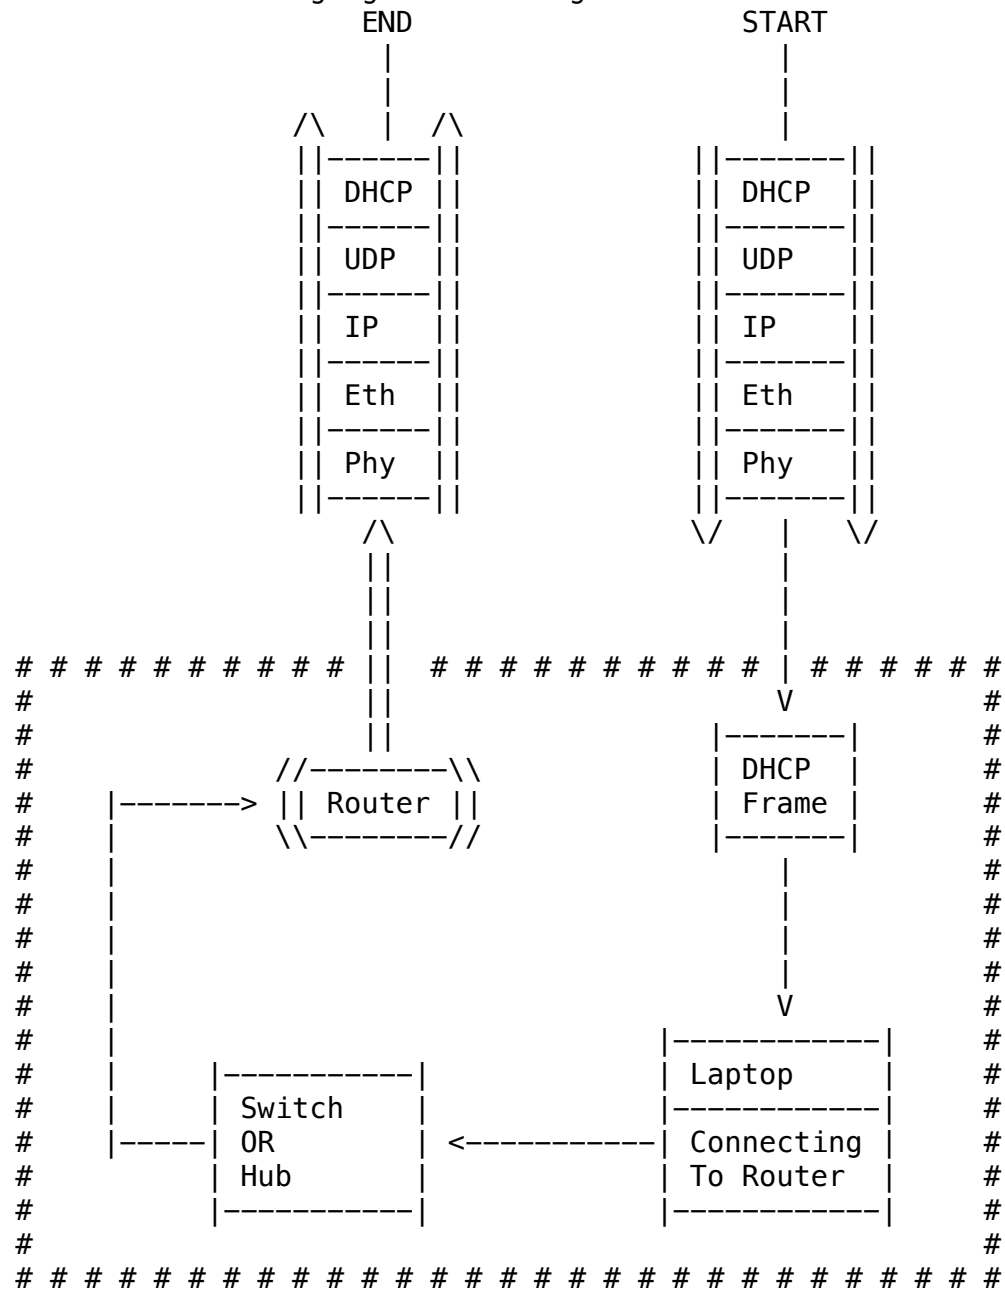 END START
DHCP DHCP
UDP UDP
IP IP
Eth Eth
Phy Phy
V
DHCP
Router Frame
V
Laptop
Switch
OR Connecting
Hub To Router